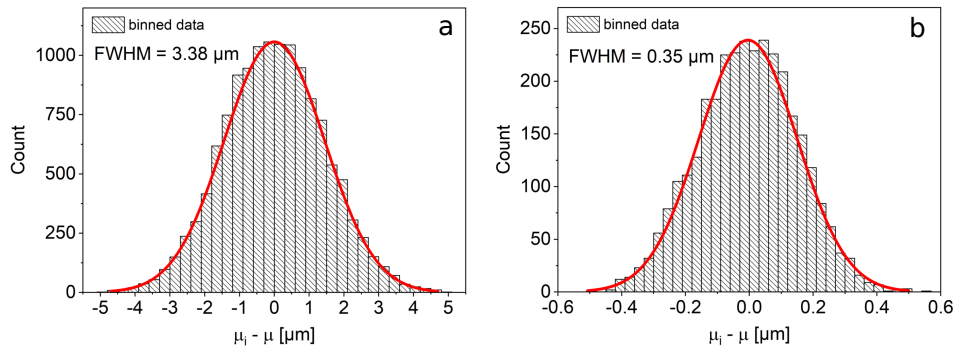 a
binned data
FWHM = 3.38 µm
Count
1000
750
500
250
0
-5 -4 -3 -2 -1 0 1 2 3 4 5
µi - µ [µm]
b
binned data
FWHM = 0.35 µm
Count
250
200
150
100
50
0
-0.6 -0.4 -0.2 0.0 0.2 0.4 0.6
µi - µ [µm]